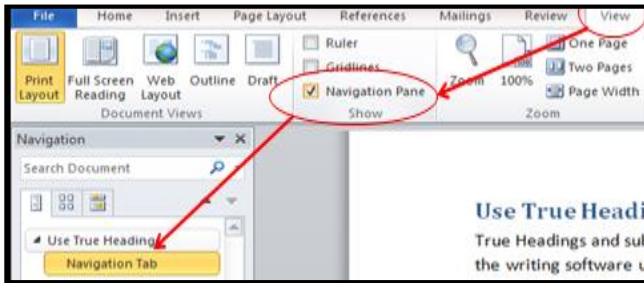 File Home Insert Page Layout References Mailings Review View
Ruler
Gridlines
Navigation Pane
Print Layout
Full Screen Reading
Web Layout
Outline
Draft
Zoom
100%
One Page
Two Pages
Page Width
Document Views Show Zoom
Navigation
Search Document
Use True Heading
Navigation Tab
Use True Headi
True Headings and sul
the writing software u